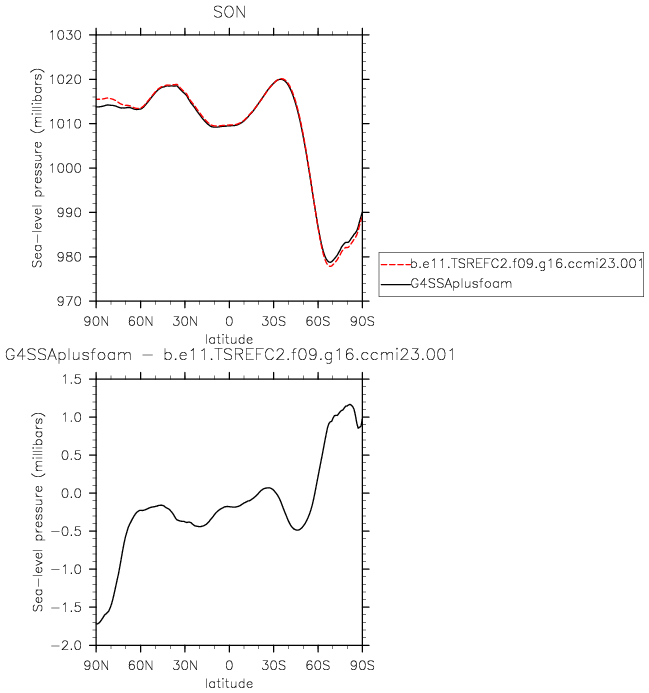 SON
1030
1020
1010
1000
990
980
970
Sea-level pressure (millibars)
90N 60N 30N 0 30S 60S 90S
latitude
b.e11.TSREFC2.f09.g16.ccmi23.001
G4SSAplusfoam
G4SSAplusfoam - b.e11.TSREFC2.f09.g16.ccmi23.001
1.5
1.0
0.5
0.0
-0.5
-1.0
-1.5
-2.0
Sea-level pressure (millibars)
90N 60N 30N 0 30S 60S 90S
latitude